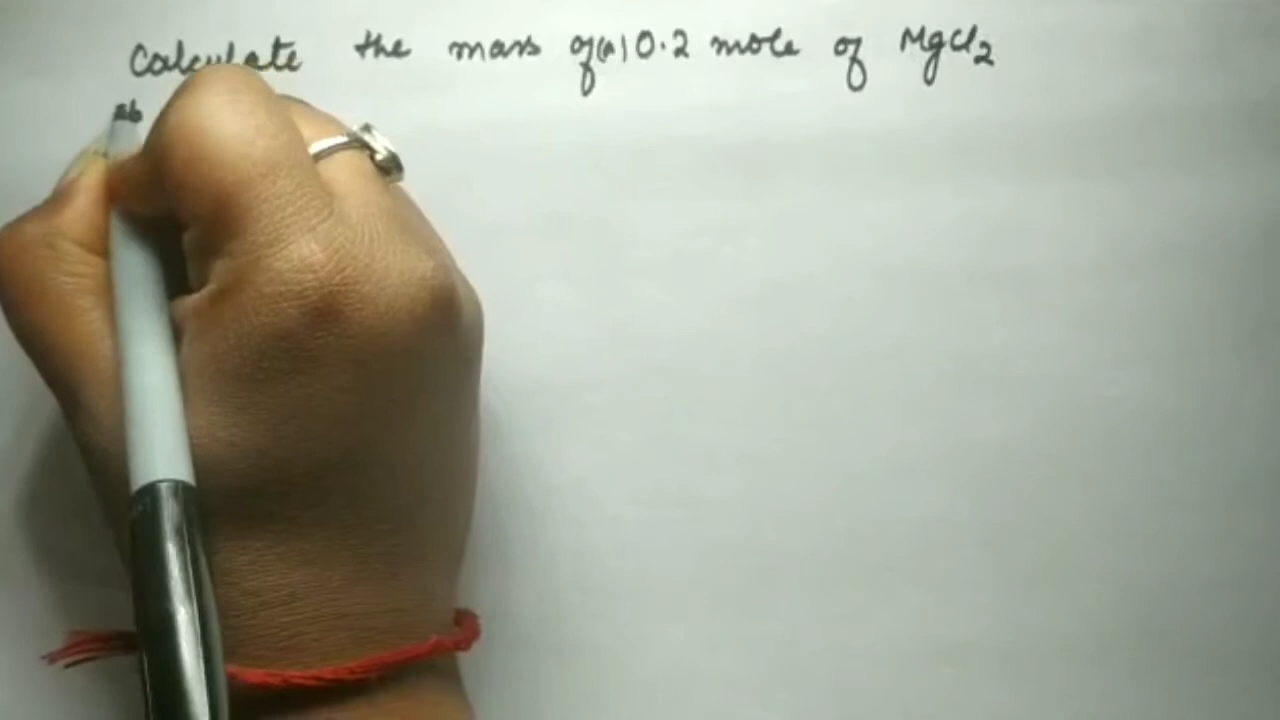 Calculate the mass of (a) 0.2 mole of MgCl2